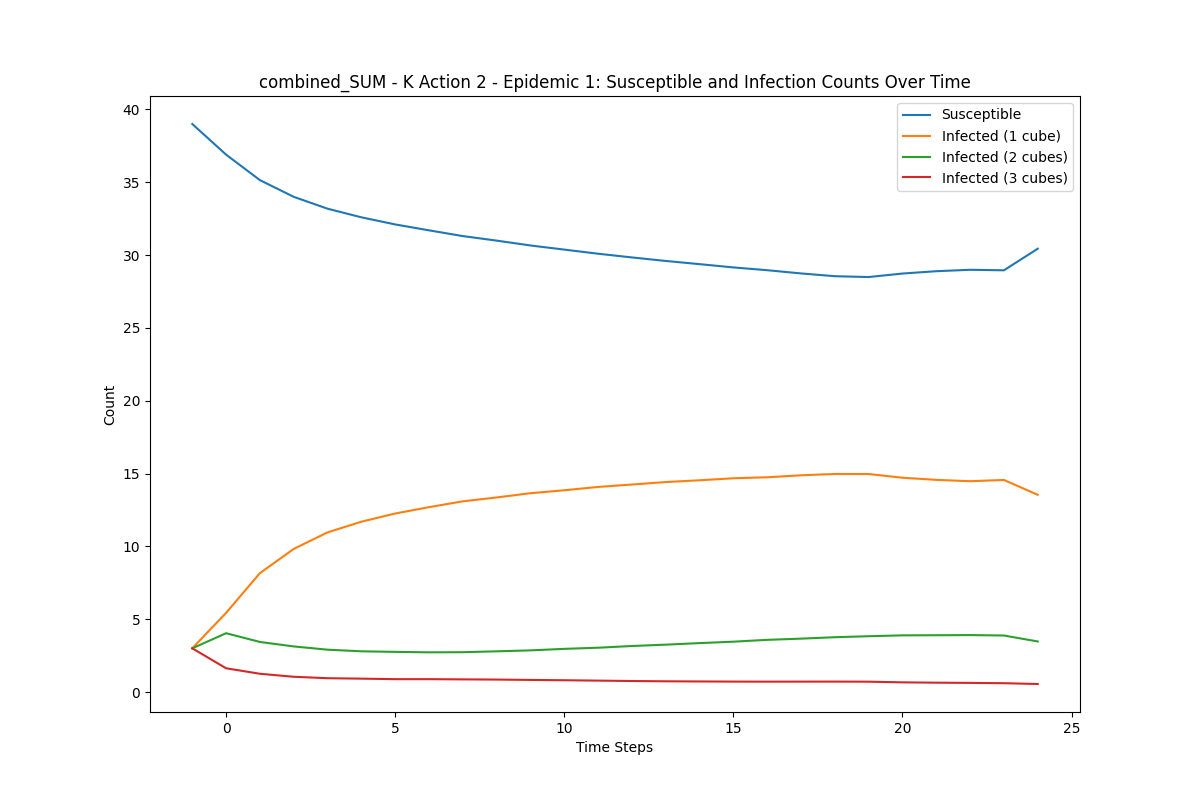 combined_SUM - K Action 2 - Epidemic 1: Susceptible and Infection Counts Over Time
Susceptible
Infected (1 cube)
Infected (2 cubes)
Infected (3 cubes)
40
35
30
25
20
15
10
5
0
Count
0 5 10 15 20 25
Time Steps